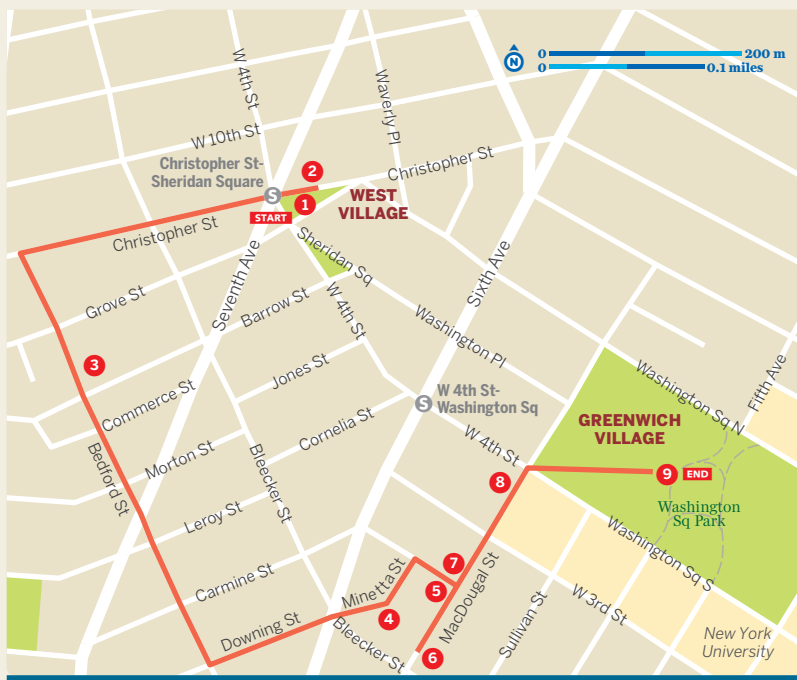 W 4th St
Waverly Pl
N
0
200 m
0
0.1 miles
W 10th St
Christopher St-
Sheridan Square
S
2
Christopher St
1
START
WEST
VILLAGE
Christopher St
Sheridan Sq
Seventh Ave
Sixth Ave
Grove St
Barrow St
W 4th St
Washington Pl
3
Commerce St
Jones St
Washington Sq N
Fifth Ave
S
W 4th St-
Washington Sq
Cornelia St
GREENWICH
VILLAGE
Morton St
Bedford St
Bleecker St
W 4th St
8
9
END
Washington
Sq Park
Leroy St
Washington Sq S
Carmine St
Minetta St
7
5
4
MacDougal St
W 3rd St
Sullivan St
Downing St
Bleecker St
6
New York
University